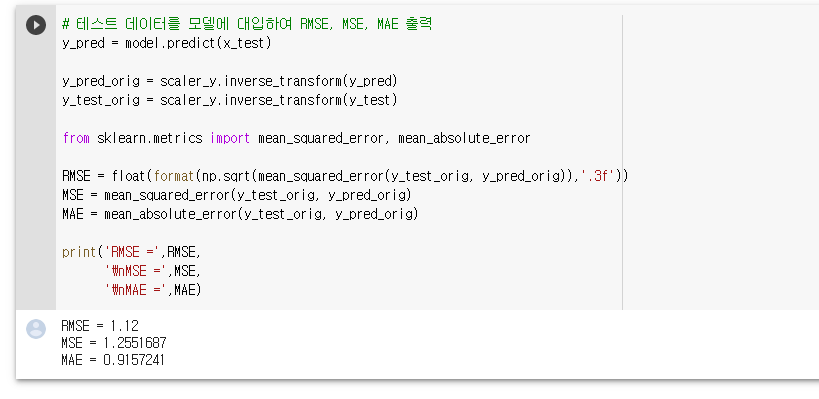 # 테스트 데이터를 모델에 대입하여 RMSE, MSE, MAE 출력
y_pred = model.predict(x_test)
y_pred_orig = scaler_y.inverse_transform(y_pred)
y_test_orig = scaler_y.inverse_transform(y_test)
from sklearn.metrics import mean_squared_error, mean_absolute_error
RMSE = float(format(np.sqrt(mean_squared_error(y_test_orig, y_pred_orig)),'.3f'))
MSE = mean_squared_error(y_test_orig, y_pred_orig)
MAE = mean_absolute_error(y_test_orig, y_pred_orig)
print('RMSE =',RMSE,
'₩nMSE =',MSE,
'₩nMAE =',MAE)
RMSE = 1.12
MSE = 1.2551687
MAE = 0.9157241